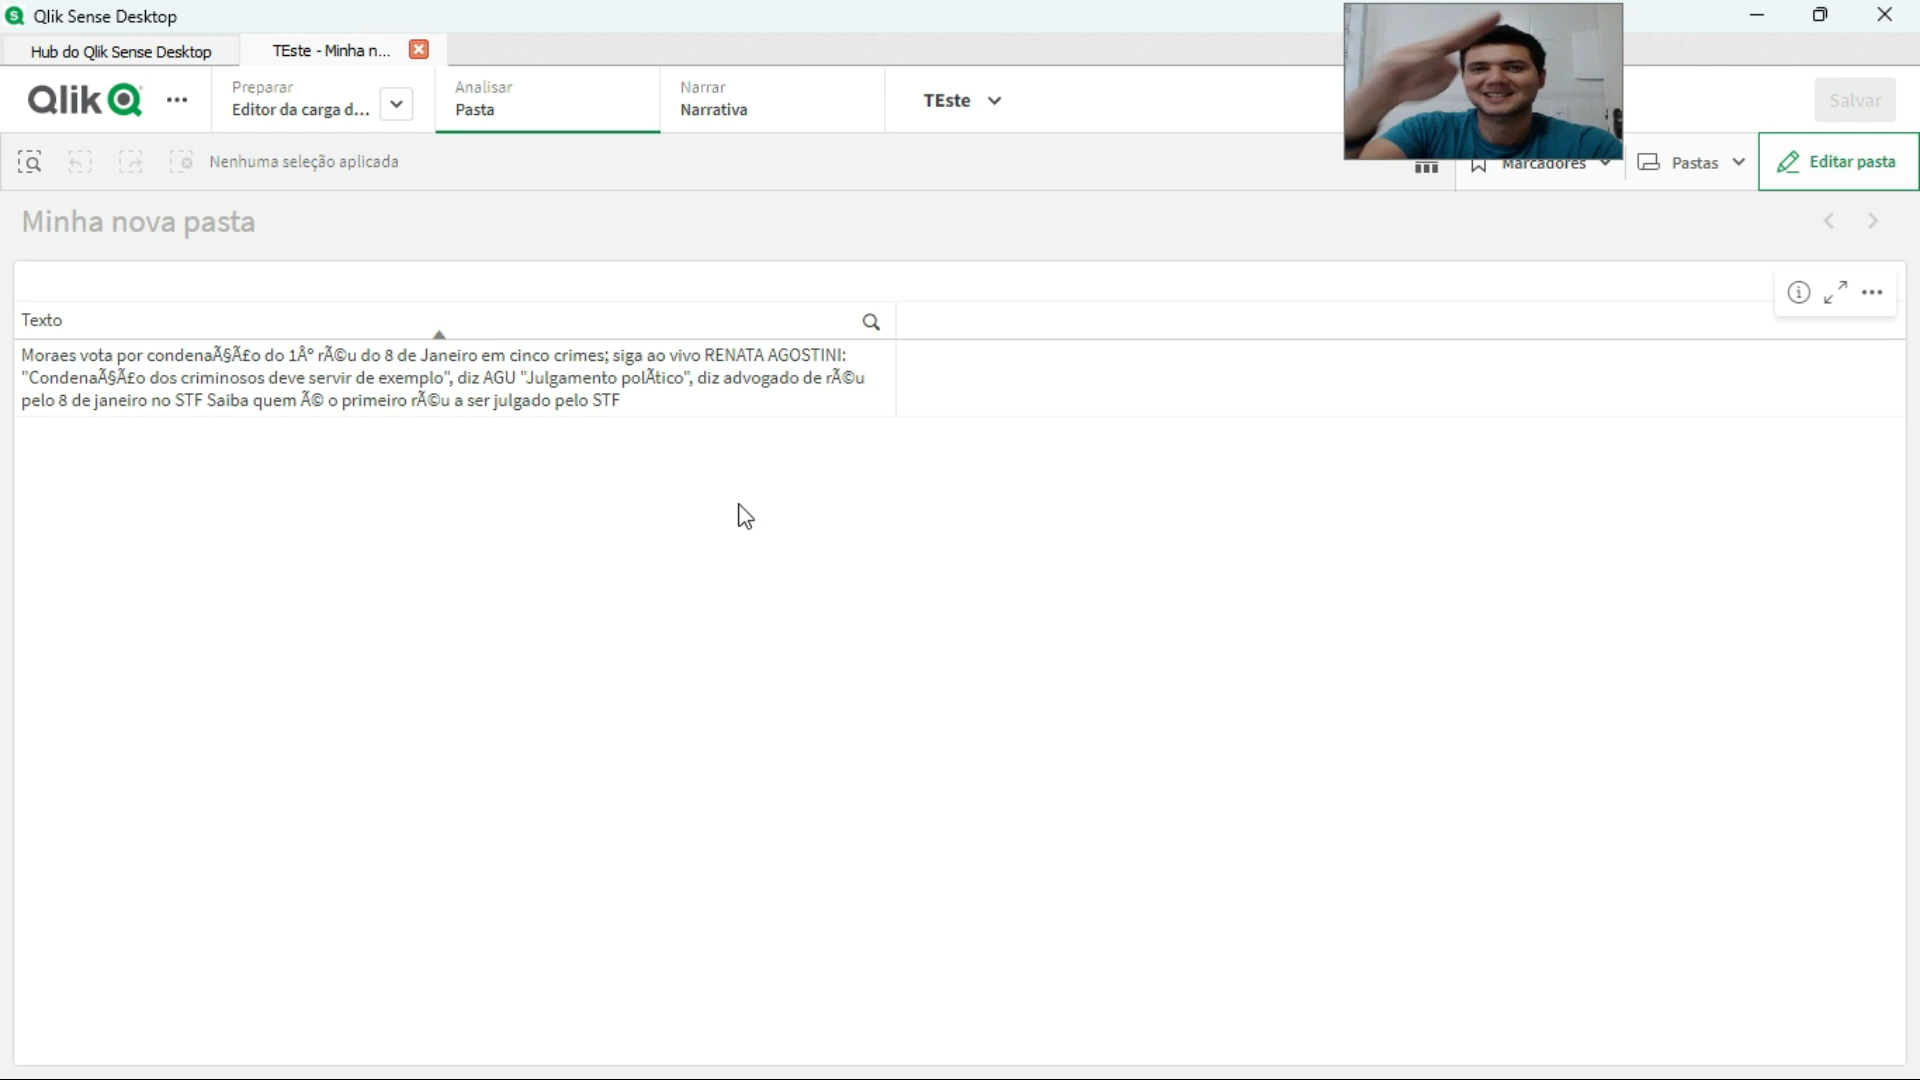 Qlik Sense Desktop
Hub do Qlik Sense Desktop
TEste - Minha n...
Qlik
Preparar
Editor da carga d...
Analisar
Pasta
Narrar
Narrativa
TEste
Salvar
Nenhuma seleção aplicada
Marcadores
Pastas
Editar pasta
Minha nova pasta
Texto
Moraes vota por condenaÃ§Ã£o do 1Âº rÃ©u do 8 de Janeiro em cinco crimes; siga ao vivo RENATA AGOSTINI:
"CondenaÃ§Ã£o dos criminosos deve servir de exemplo", diz AGU "Julgamento polÃtico", diz advogado de rÃ©u
pelo 8 de janeiro no STF Saiba quem Ã© o primeiro rÃ©u a ser julgado pelo STF